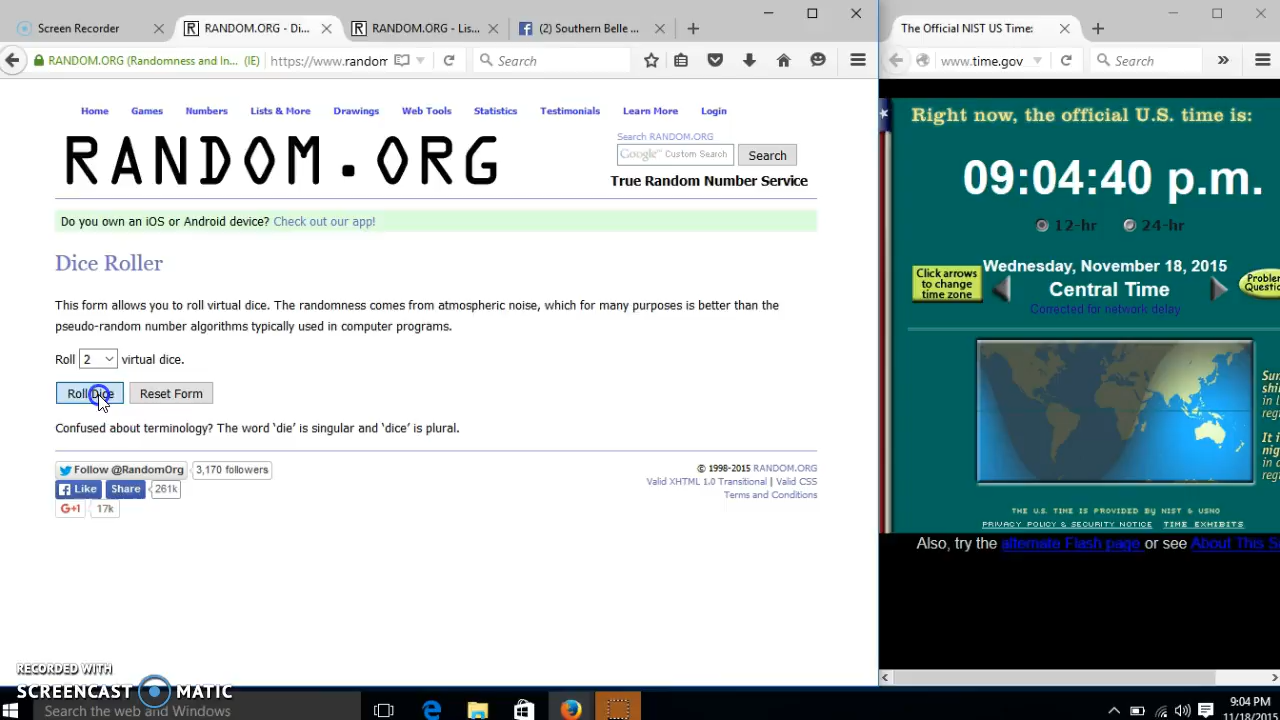 Screen Recorder
RANDOM.ORG - Di...
RANDOM.ORG - Lis...
(2) Southern Belle ...
The Official NIST US Time:
RANDOM.ORG (Randomness and In... (IE)
https://www.random
Search
www.time.gov
Search
Home Games Numbers Lists & More Drawings Web Tools Statistics Testimonials Learn More Login
RANDOM.ORG
Search RANDOM.ORG
Google™ Custom Search
Search
True Random Number Service
Do you own an iOS or Android device? Check out our app!
Dice Roller
This form allows you to roll virtual dice. The randomness comes from atmospheric noise, which for many purposes is better than the
pseudo-random number algorithms typically used in computer programs.
Roll 2 virtual dice.
Roll Dice Reset Form
Confused about terminology? The word ‘die’ is singular and ‘dice’ is plural.
Follow @RandomOrg 3,170 followers
Like Share 261k
G+1 17k
© 1998-2015 RANDOM.ORG
Valid XHTML 1.0 Transitional | Valid CSS
Terms and Conditions
Right now, the official U.S. time is:
09:04:40 p.m.
12-hr 24-hr
Wednesday, November 18, 2015
Central Time
Corrected for network delay
Click arrows
to change
time zone
THE U.S. TIME IS PROVIDED BY NIST & USNO
PRIVACY POLICY & SECURITY NOTICE TIME EXHIBITS
Also, try the alternate Flash page or see About This S
RECORDED WITH
SCREENCAST MATIC
Search the web and Windows
9:04 PM
11/18/2015